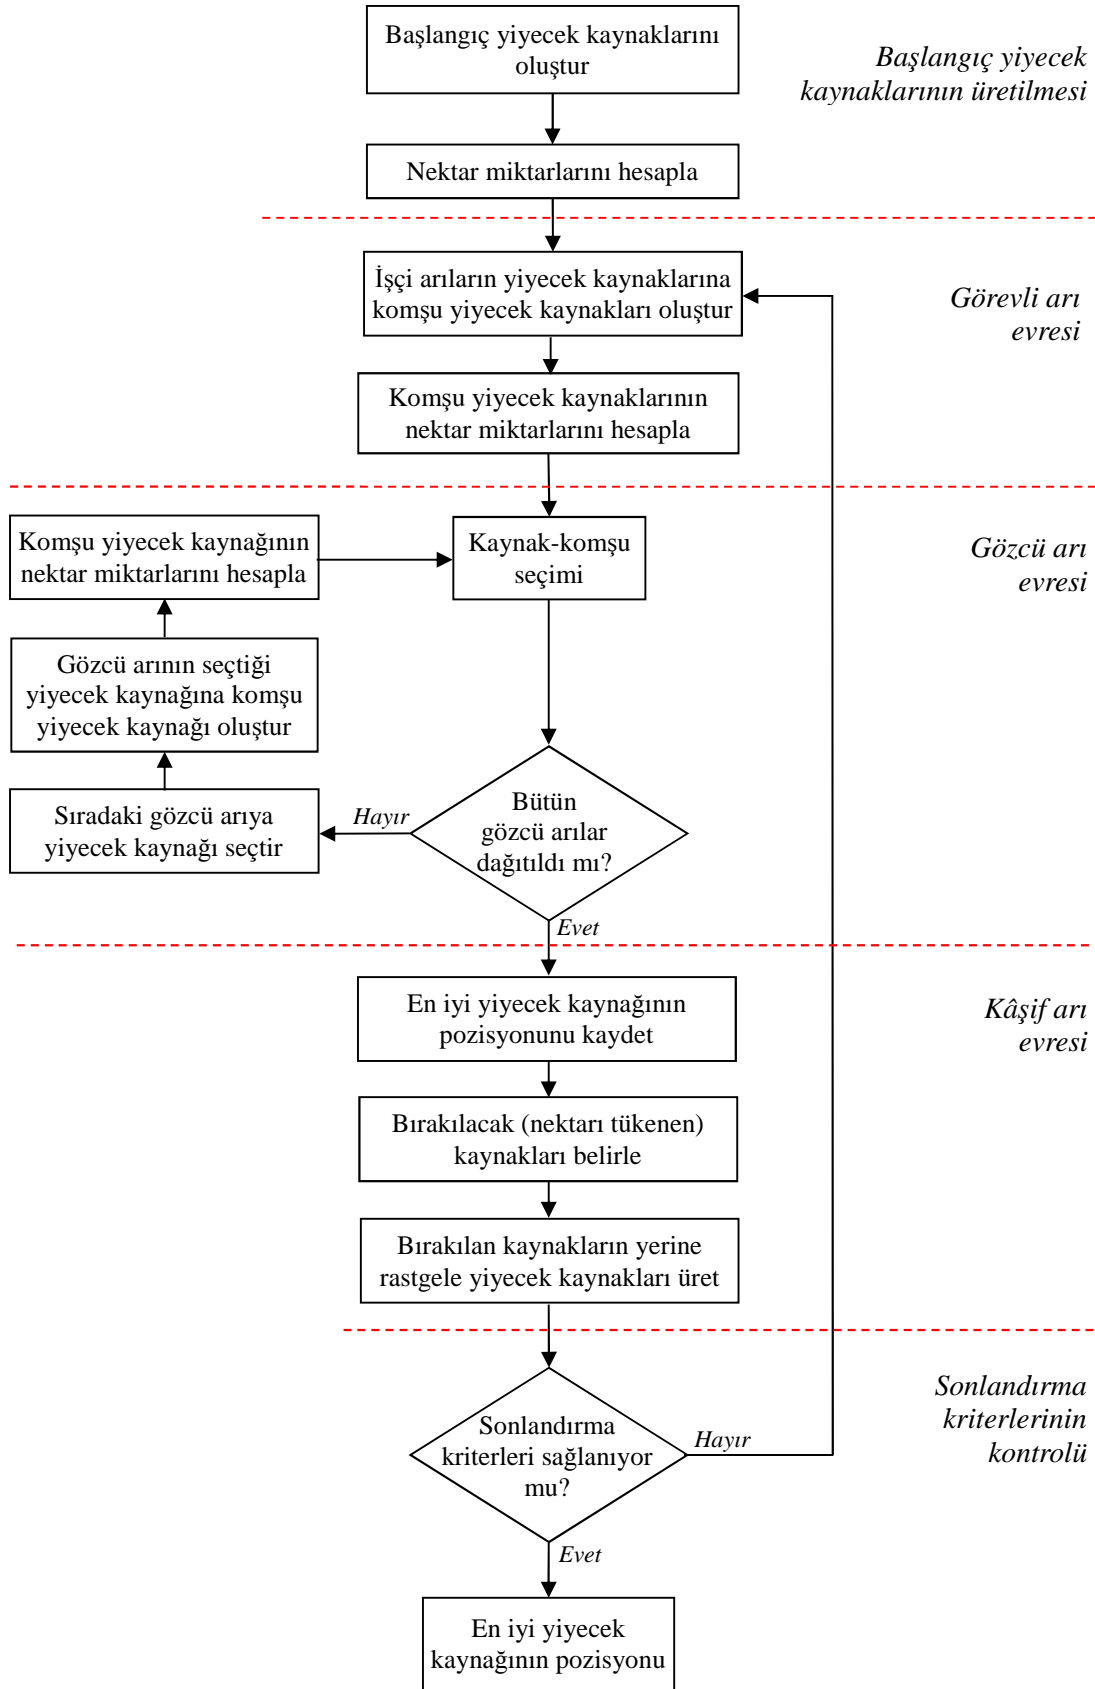 Başlangıç yiyecek kaynaklarını
oluştur
Başlangıç yiyecek
kaynaklarının üretilmesi
Nektar miktarlarını hesapla
İşçi arıların yiyecek kaynaklarına
komşu yiyecek kaynakları oluştur
Görevli arı
evresi
Komşu yiyecek kaynaklarının
nektar miktarlarını hesapla
Komşu yiyecek kaynağının
nektar miktarlarını hesapla
Kaynak-komşu
seçimi
Gözcü arı
evresi
Gözcü arının seçtiği
yiyecek kaynağına komşu
yiyecek kaynağı oluştur
Sıradaki gözcü arıya
yiyecek kaynağı seçtir
Hayır
Bütün
gözcü arılar
dağıtıldı mı?
Evet
En iyi yiyecek kaynağının
pozisyonunu kaydet
Kâşif arı
evresi
Bırakılacak (nektarı tükenen)
kaynakları belirle
Bırakılan kaynakların yerine
rastgele yiyecek kaynakları üret
Sonlandırma
kriterlerinin
kontrolü
Sonlandırma
kriterleri sağlanıyor
mu?
Hayır
Evet
En iyi yiyecek
kaynağının pozisyonu